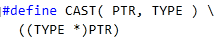 #define CAST( PTR, TYPE ) \
  ((TYPE *)PTR)